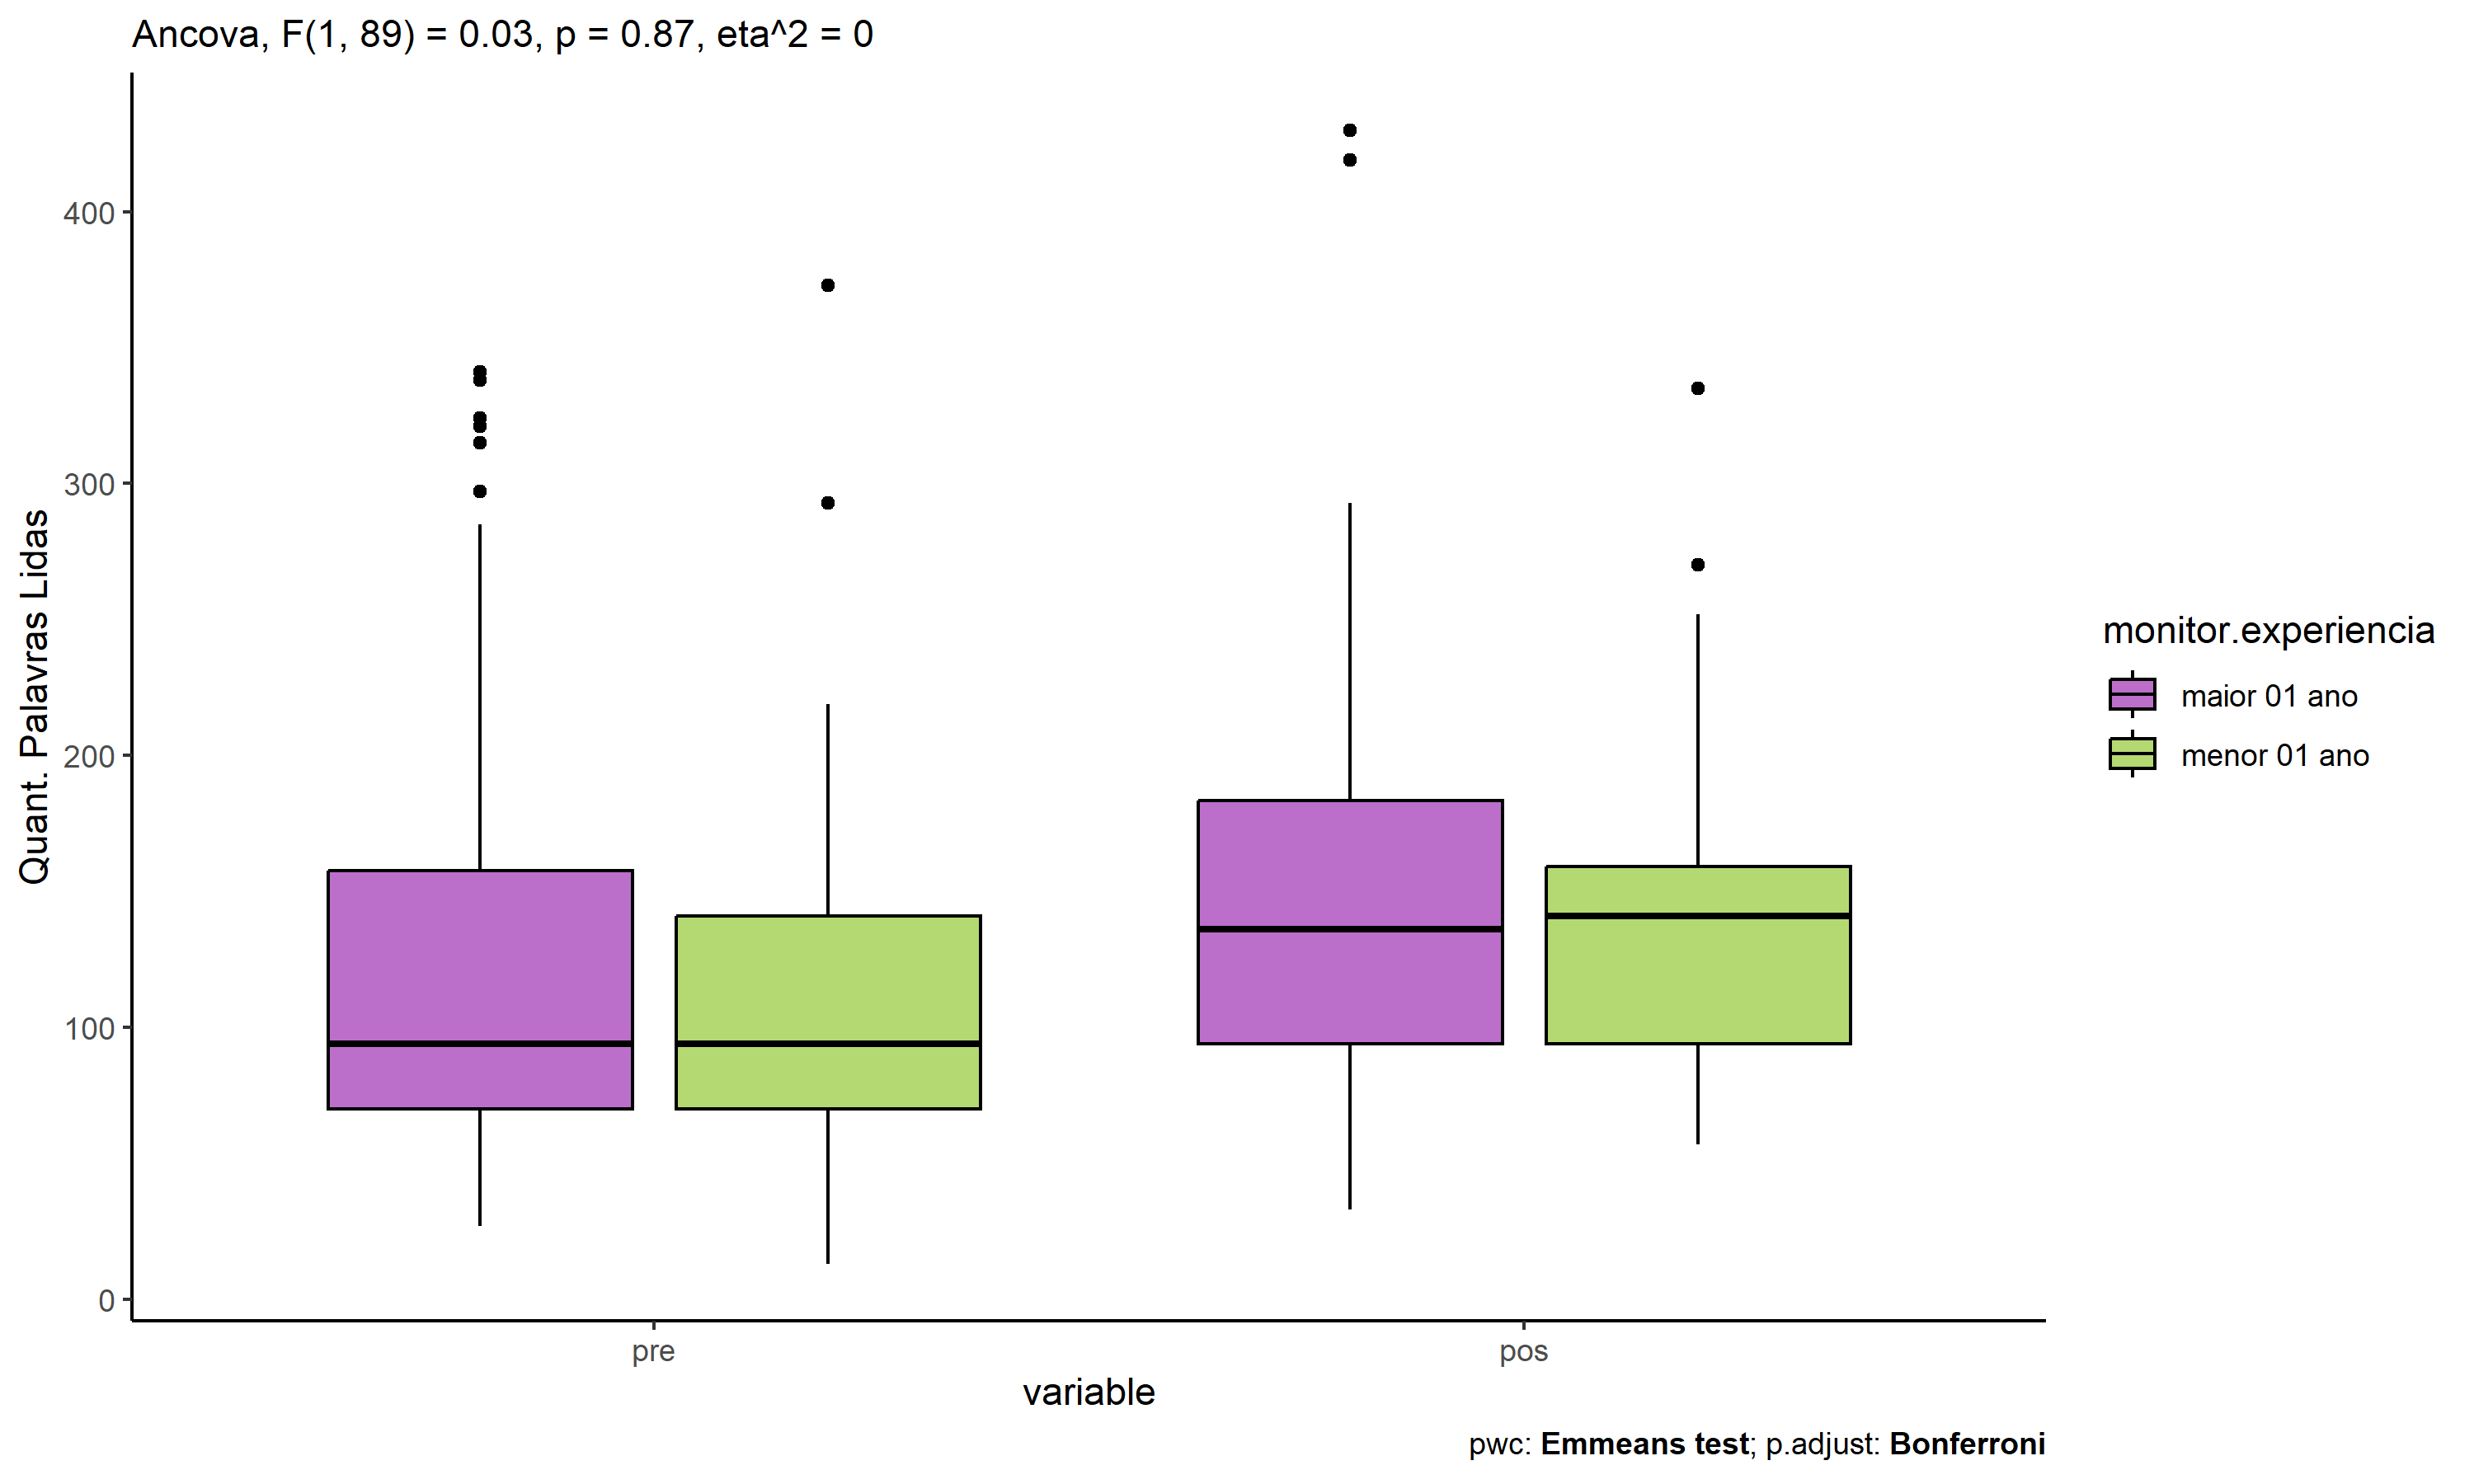 Ancova, F(1, 89) = 0.03, p = 0.87, eta^2 = 0
Quant. Palavras Lidas
400
300
200
100
0
pre
pos
variable
monitor.experiencia
maior 01 ano
menor 01 ano
pwc: Emmeans test; p.adjust: Bonferroni